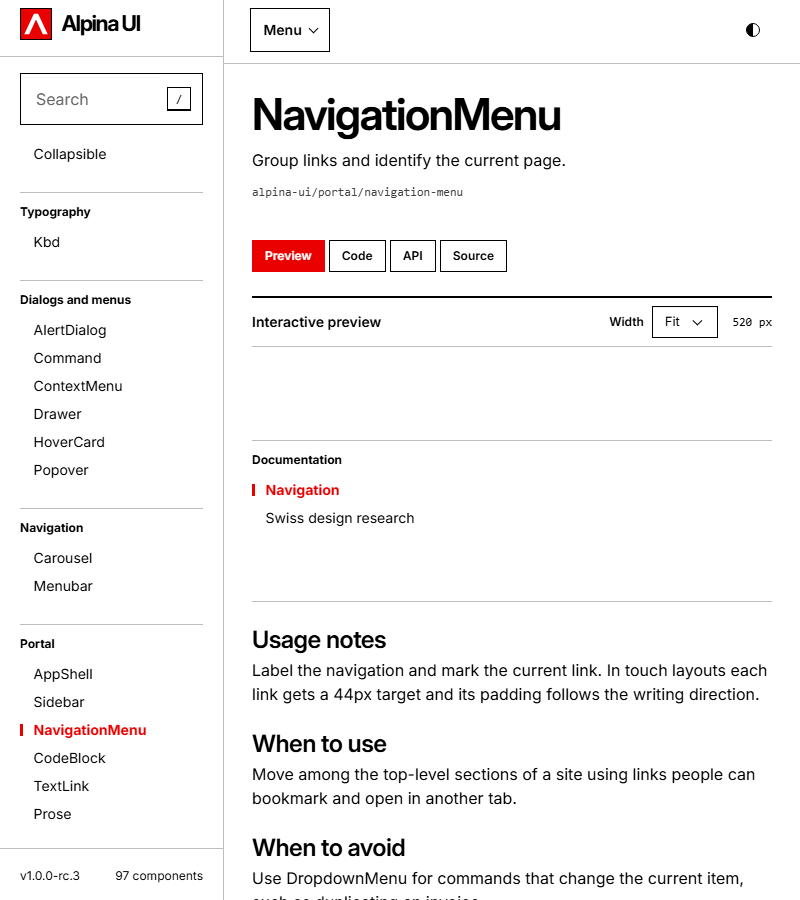 Alpina UI
Search /
Collapsible
Typography
Kbd
Dialogs and menus
AlertDialog
Command
ContextMenu
Drawer
HoverCard
Popover
Navigation
Carousel
Menubar
Portal
AppShell
Sidebar
NavigationMenu
CodeBlock
TextLink
Prose
v1.0.0-rc.3 97 components
Menu
NavigationMenu
Group links and identify the current page.
alpina-ui/portal/navigation-menu
Preview Code API Source
Interactive preview Width Fit 520 px
Documentation
Navigation
Swiss design research
Usage notes
Label the navigation and mark the current link. In touch layouts each
link gets a 44px target and its padding follows the writing direction.
When to use
Move among the top-level sections of a site using links people can
bookmark and open in another tab.
When to avoid
Use DropdownMenu for commands that change the current item,